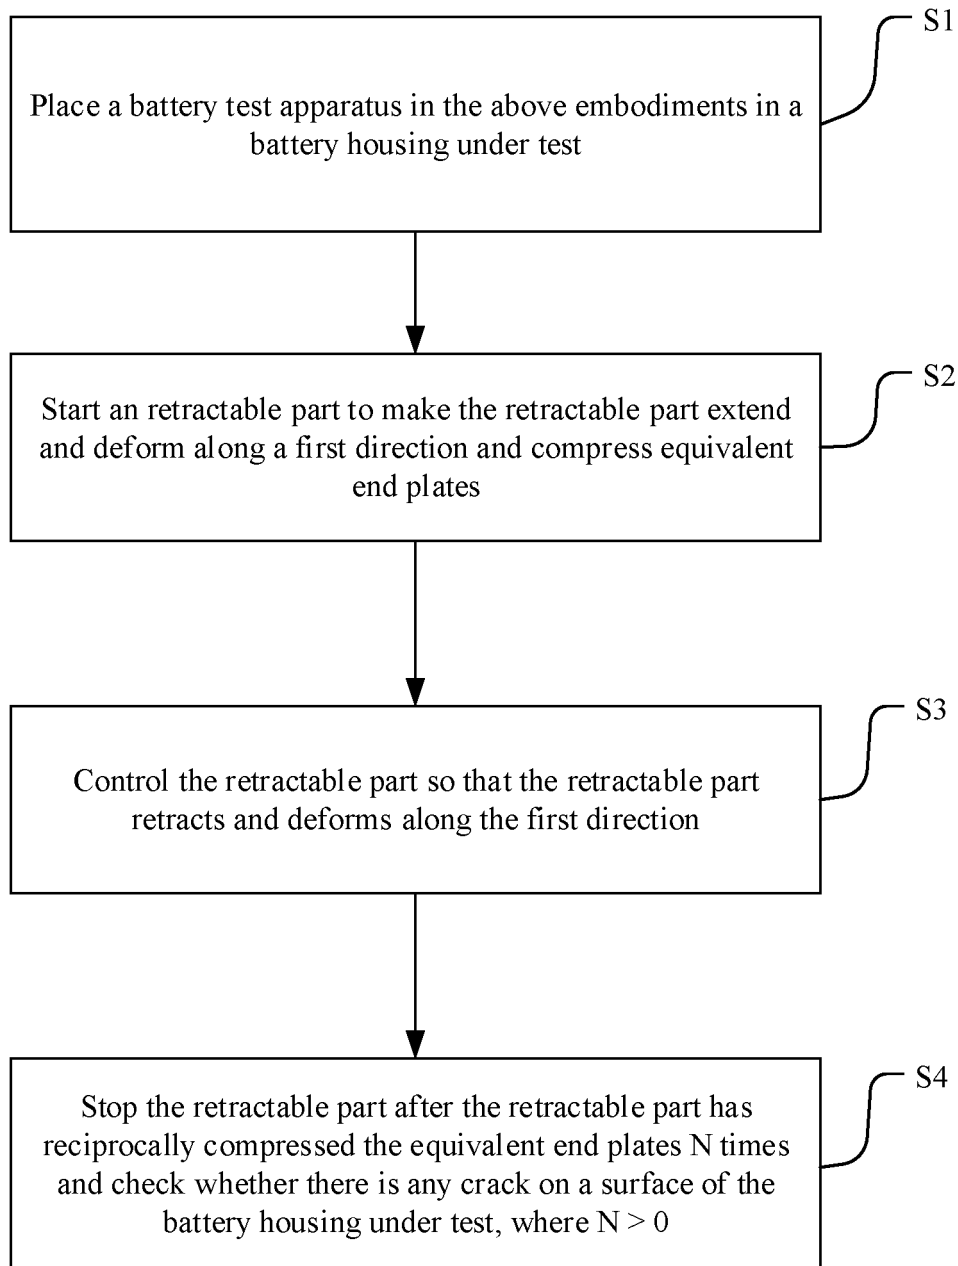 S1
Place a battery test apparatus in the above embodiments in a
battery housing under test
S2
Start an retractable part to make the retractable part extend
and deform along a first direction and compress equivalent
end plates
S3
Control the retractable part so that the retractable part
retracts and deforms along the first direction
S4
Stop the retractable part after the retractable part has
reciprocally compressed the equivalent end plates N times
and check whether there is any crack on a surface of the
battery housing under test, where N > 0